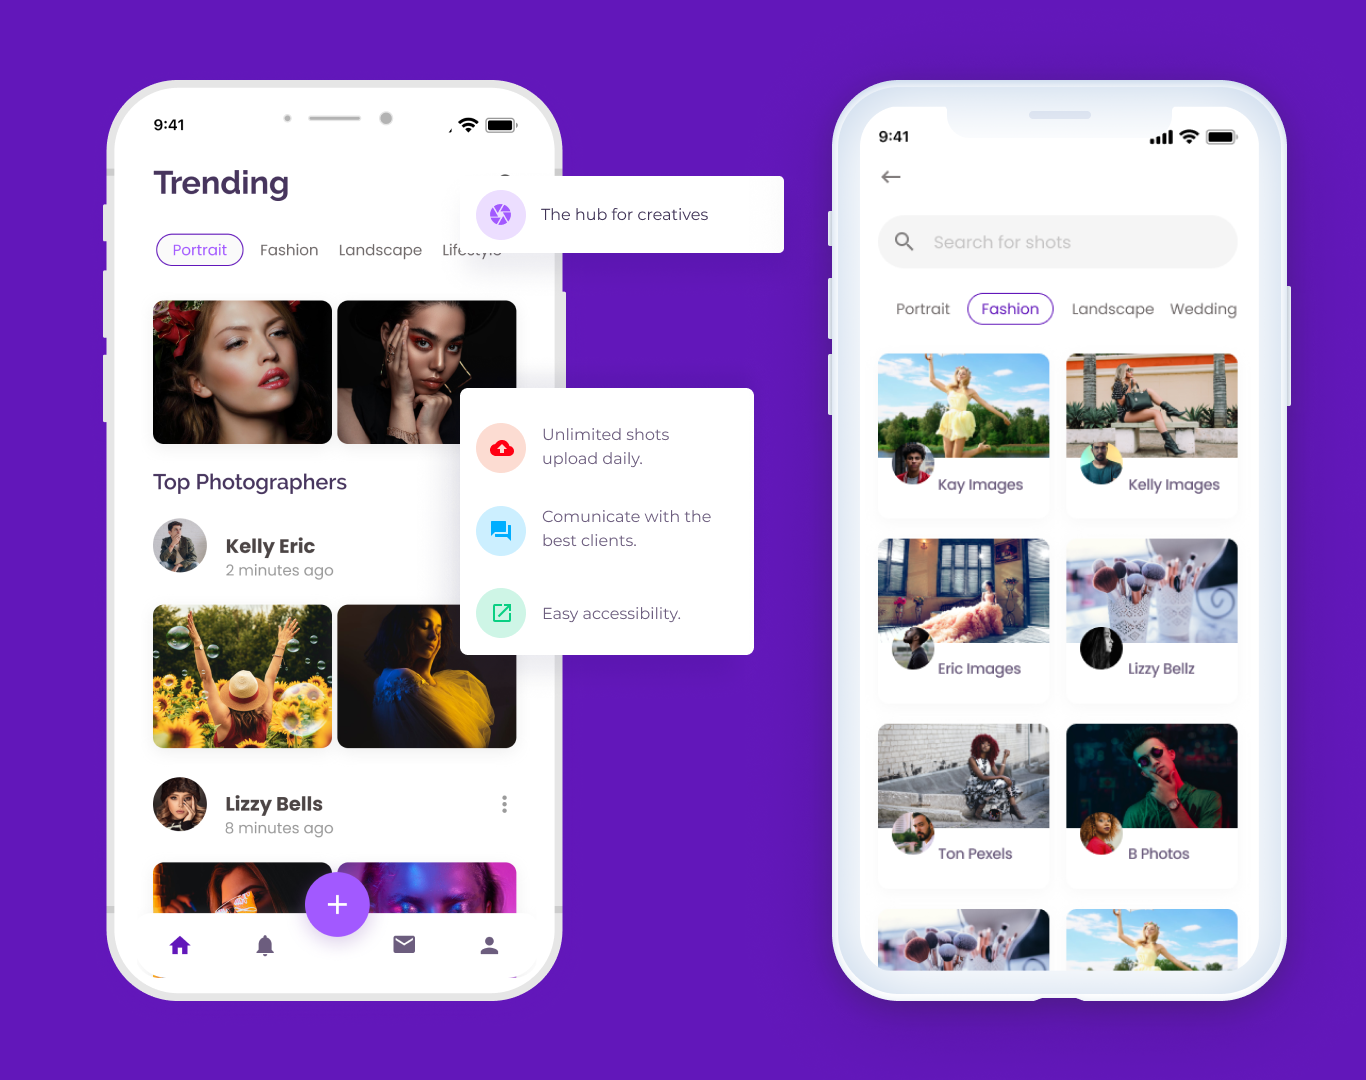 9:41
Trending
The hub for creatives
Portrait Fashion Landscape Lifestyle
Top Photographers
Unlimited shots
upload daily.
Comunicate with the
best clients.
Easy accessibility.
Kelly Eric
2 minutes ago
Lizzy Bells
8 minutes ago
9:41
Search for shots
Portrait Fashion Landscape Wedding
Kay Images
Kelly Images
Eric Images
Lizzy Bellz
Ton Pexels
B Photos